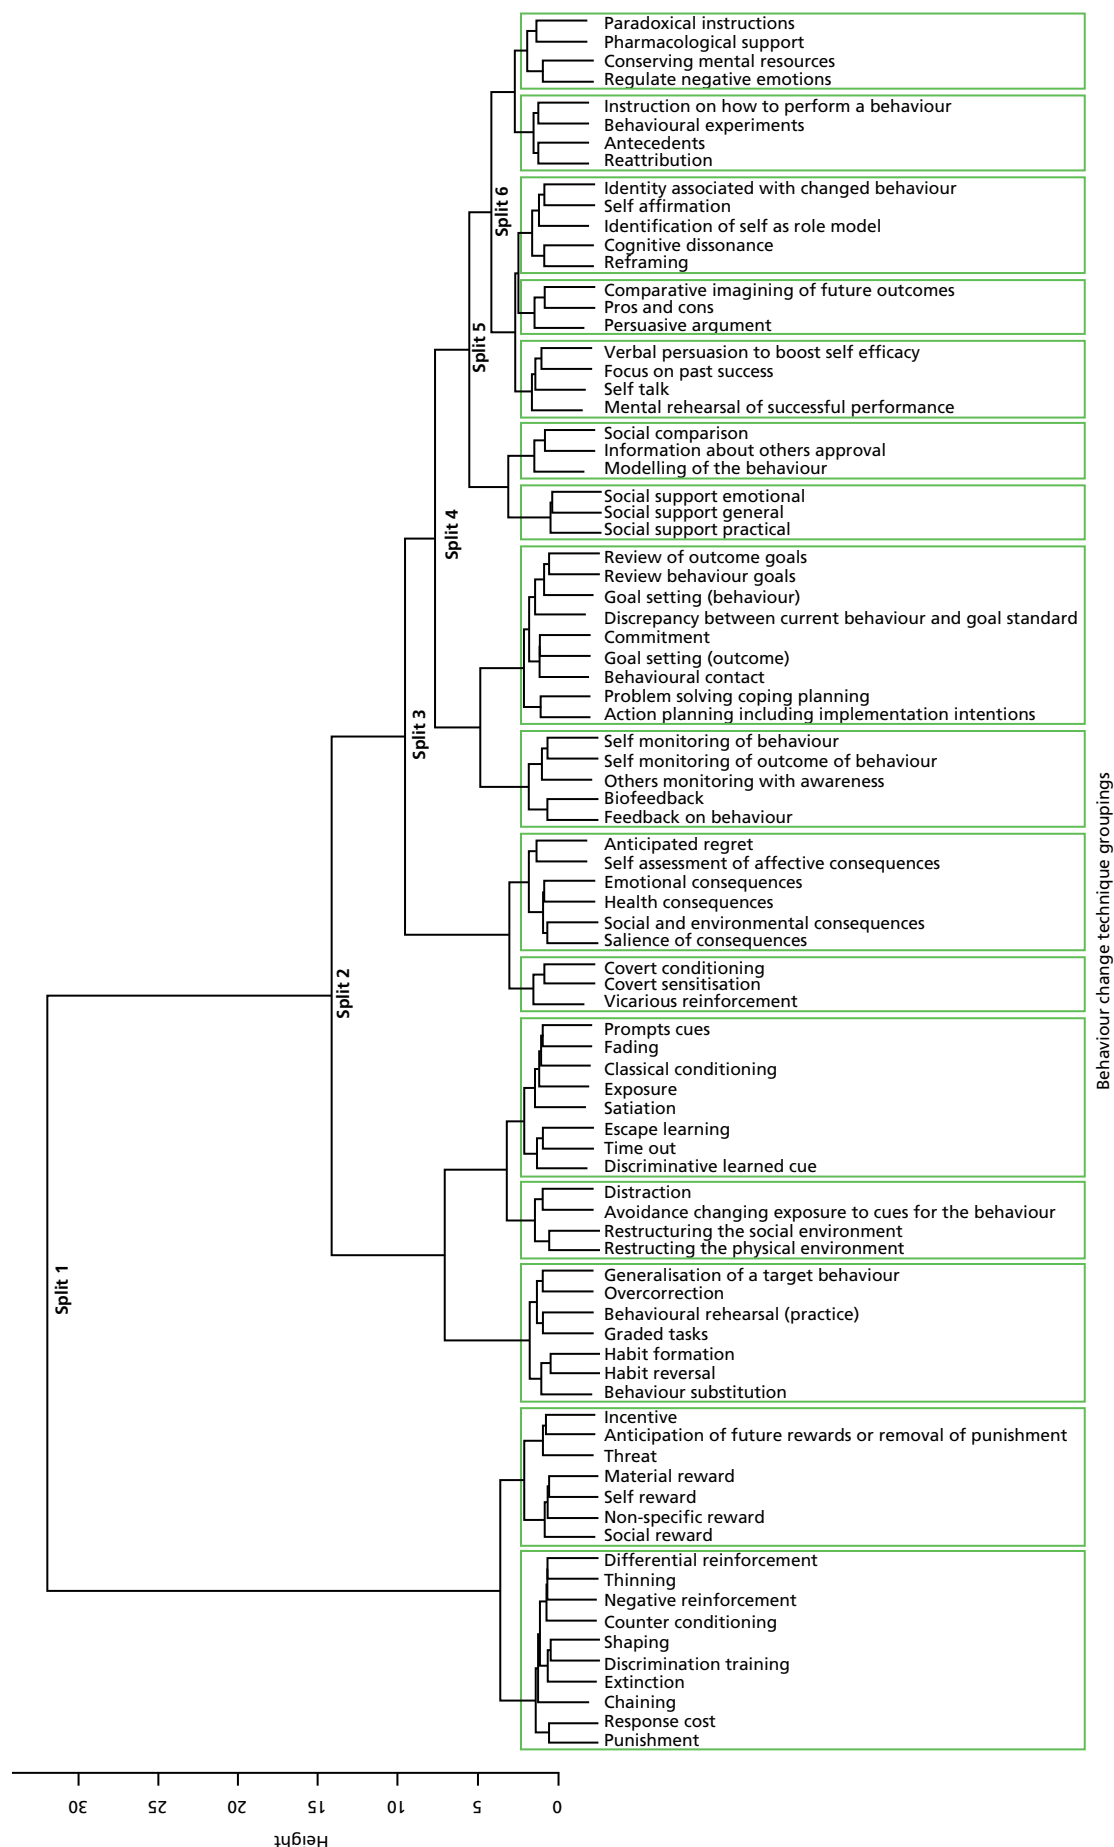 Paradoxical instructions
Pharmacological support
Conserving mental resources
Regulate negative emotions
Instruction on how to perform a behaviour
Behavioural experiments
Antecedents
Reattribution
Identity associated with changed behaviour
Self affirmation
Identification of self as role model
Cognitive dissonance
Reframing
Comparative imagining of future outcomes
Pros and cons
Persuasive argument
Verbal persuasion to boost self efficacy
Focus on past success
Self talk
Mental rehearsal of successful performance
Social comparison
Information about others approval
Modelling of the behaviour
Social support emotional
Social support general
Social support practical
Review of outcome goals
Review behaviour goals
Goal setting (behaviour)
Discrepancy between current behaviour and goal standard
Commitment
Goal setting (outcome)
Behavioural contact
Problem solving coping planning
Action planning including implementation intentions
Self monitoring of behaviour
Self monitoring of outcome of behaviour
Others monitoring with awareness
Biofeedback
Feedback on behaviour
Anticipated regret
Self assessment of affective consequences
Emotional consequences
Health consequences
Social and environmental consequences
Salience of consequences
Covert conditioning
Covert sensitisation
Vicarious reinforcement
Prompts cues
Fading
Classical conditioning
Exposure
Satiation
Escape learning
Time out
Discriminative learned cue
Distraction
Avoidance changing exposure to cues for the behaviour
Restructuring the social environment
Restructing the physical environment
Generalisation of a target behaviour
Overcorrection
Behavioural rehearsal (practice)
Graded tasks
Habit formation
Habit reversal
Behaviour substitution
Incentive
Anticipation of future rewards or removal of punishment
Threat
Material reward
Self reward
Non-specific reward
Social reward
Differential reinforcement
Thinning
Negative reinforcement
Counter conditioning
Shaping
Discrimination training
Extinction
Chaining
Response cost
Punishment
Split 6
Split 5
Split 4
Split 3
Split 2
Split 1
Behaviour change technique groupings
30
25
20
15
10
5
0
Height